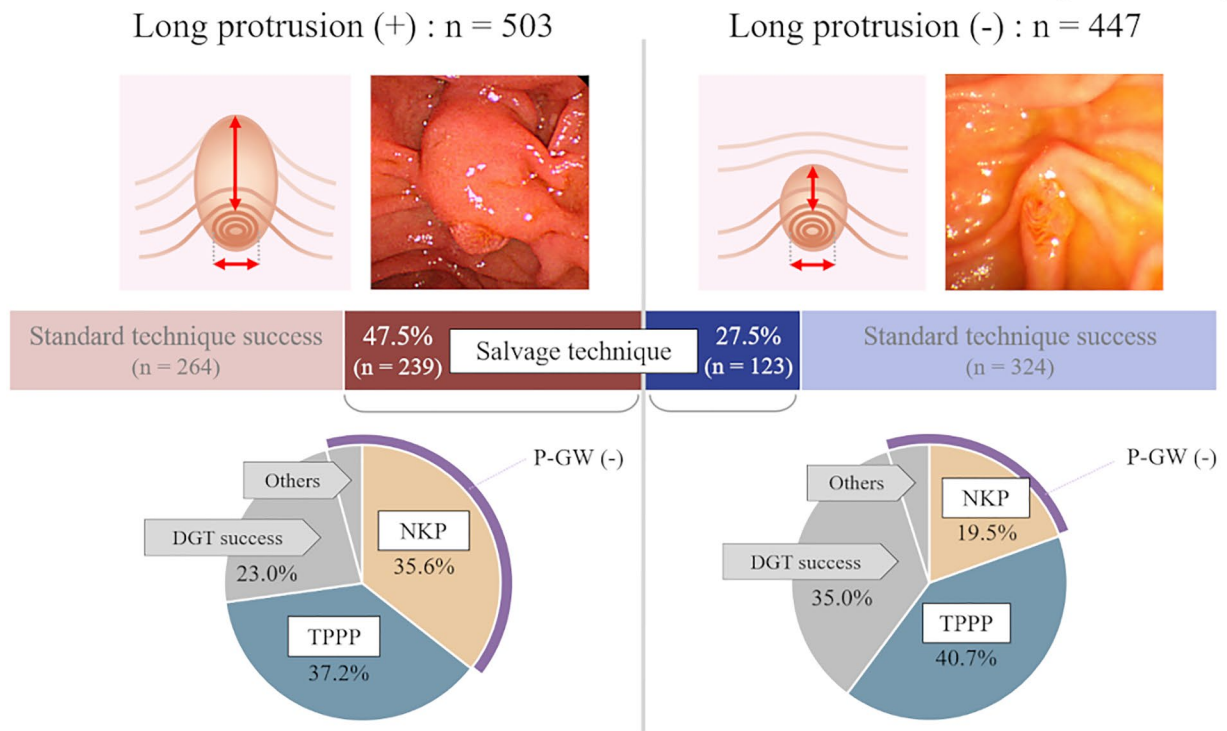 Long protrusion (+) : n = 503
Long protrusion (-) : n = 447
Standard technique success
(n = 264)
47.5%
(n = 239)
Salvage technique
27.5%
(n = 123)
Standard technique success
(n = 324)
P-GW (-)
Others
NKP
35.6%
DGT success
23.0%
TPPP
37.2%
P-GW (-)
Others
NKP
19.5%
DGT success
35.0%
TPPP
40.7%